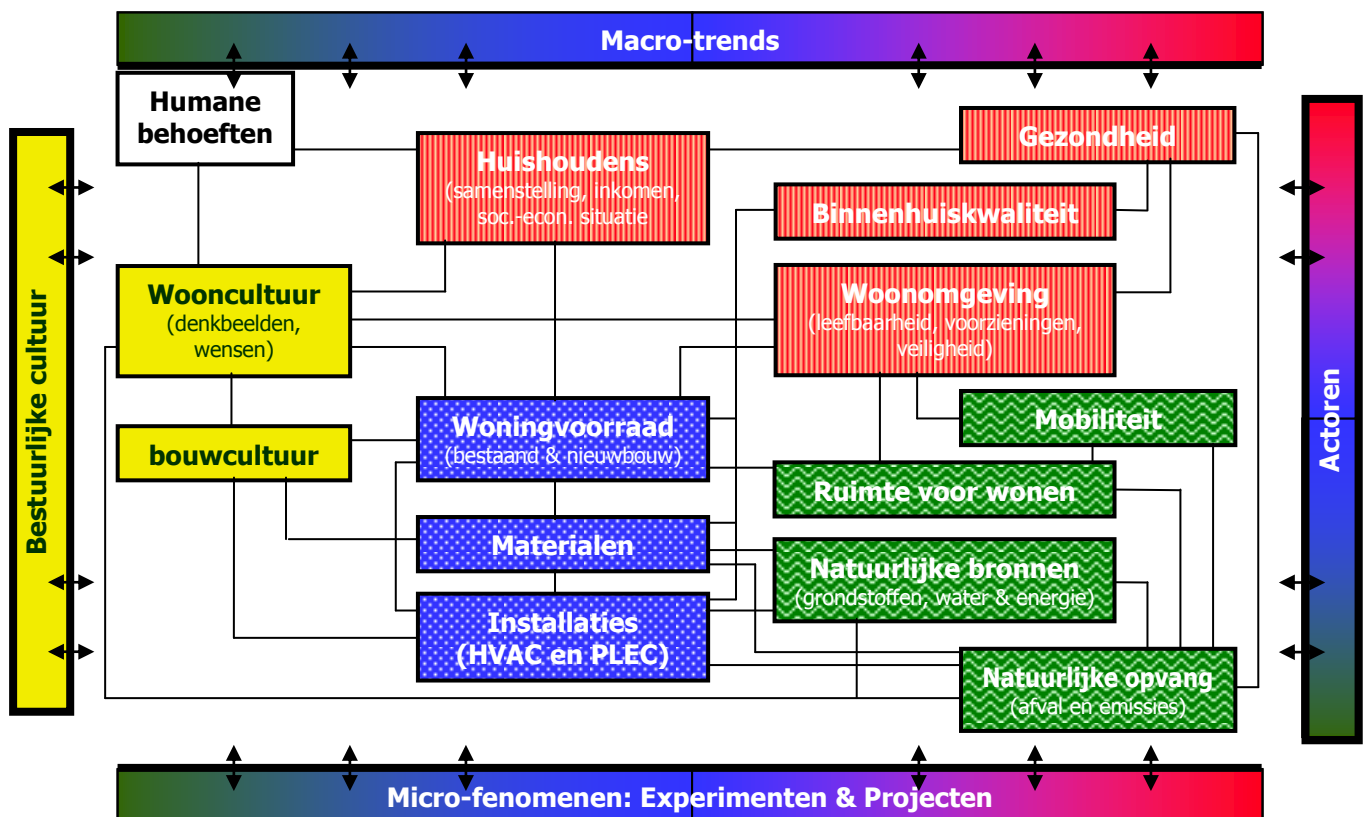 Macro-trends
Humane
behoeften
Huishoudens
(samenstelling, inkomen,
soc.-econ. situatie
Gezondheid
Binnenhuiskwaliteit
Wooncultuur
(denkbeelden,
wensen)
Woonomgeving
(leefbaarheid, voorzieningen,
veiligheid)
bouwcultuur
Woningvoorraad
(bestaand & nieuwbouw)
Mobiliteit
Ruimte voor wonen
Materialen
Natuurlijke bronnen
(grondstoffen, water & energie)
Installaties
(HVAC en PLEC)
Natuurlijke opvang
(afval en emissies)
Bestuurlijke cultuur
Actoren
Micro-fenomenen: Experimenten & Projecten